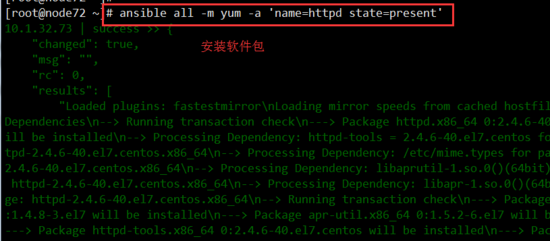 [root@node72 ~]#
[root@node72 ~]# ansible all -m yum -a 'name=httpd state=present'
10.1.32.73 | success >> {
安装软件包
"changed": true,
"msg": "",
"rc": 0,
"results": [
"Loaded plugins: fastestmirror\nLoading mirror speeds from cached hostfil
Dependencies\n--> Running transaction check\n---> Package httpd.x86_64 0:2.4.6-40
ill be installed\n--> Processing Dependency: httpd-tools = 2.4.6-40.el7.centos fo
tpd-2.4.6-40.el7.centos.x86_64\n--> Processing Dependency: /etc/mime.types for pa
2.4.6-40.el7.centos.x86_64\n--> Processing Dependency: libaprutil-1.so.0()(64bit)
httpd-2.4.6-40.el7.centos.x86_64\n--> Processing Dependency: libapr-1.so.0()(64b
ge: httpd-2.4.6-40.el7.centos.x86_64\n--> Running transaction check\n---> Package
:1.4.8-3.el7 will be installed\n---> Package apr-util.x86_64 0:1.5.2-6.el7 will b
---> Package httpd-tools.x86_64 0:2.4.6-40.el7.centos will be installed\n---> Pac